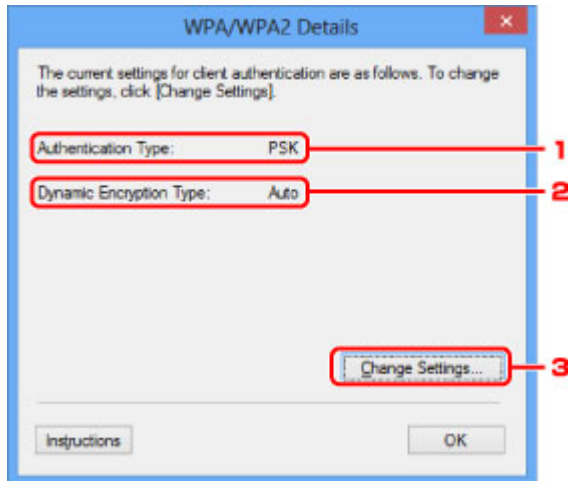 WPA/WPA2 Details
The current settings for client authentication are as follows. To change
the settings, click [Change Settings].
Authentication Type: PSK 1
Dynamic Encryption Type: Auto 2
Change Settings... 3
Instructions OK